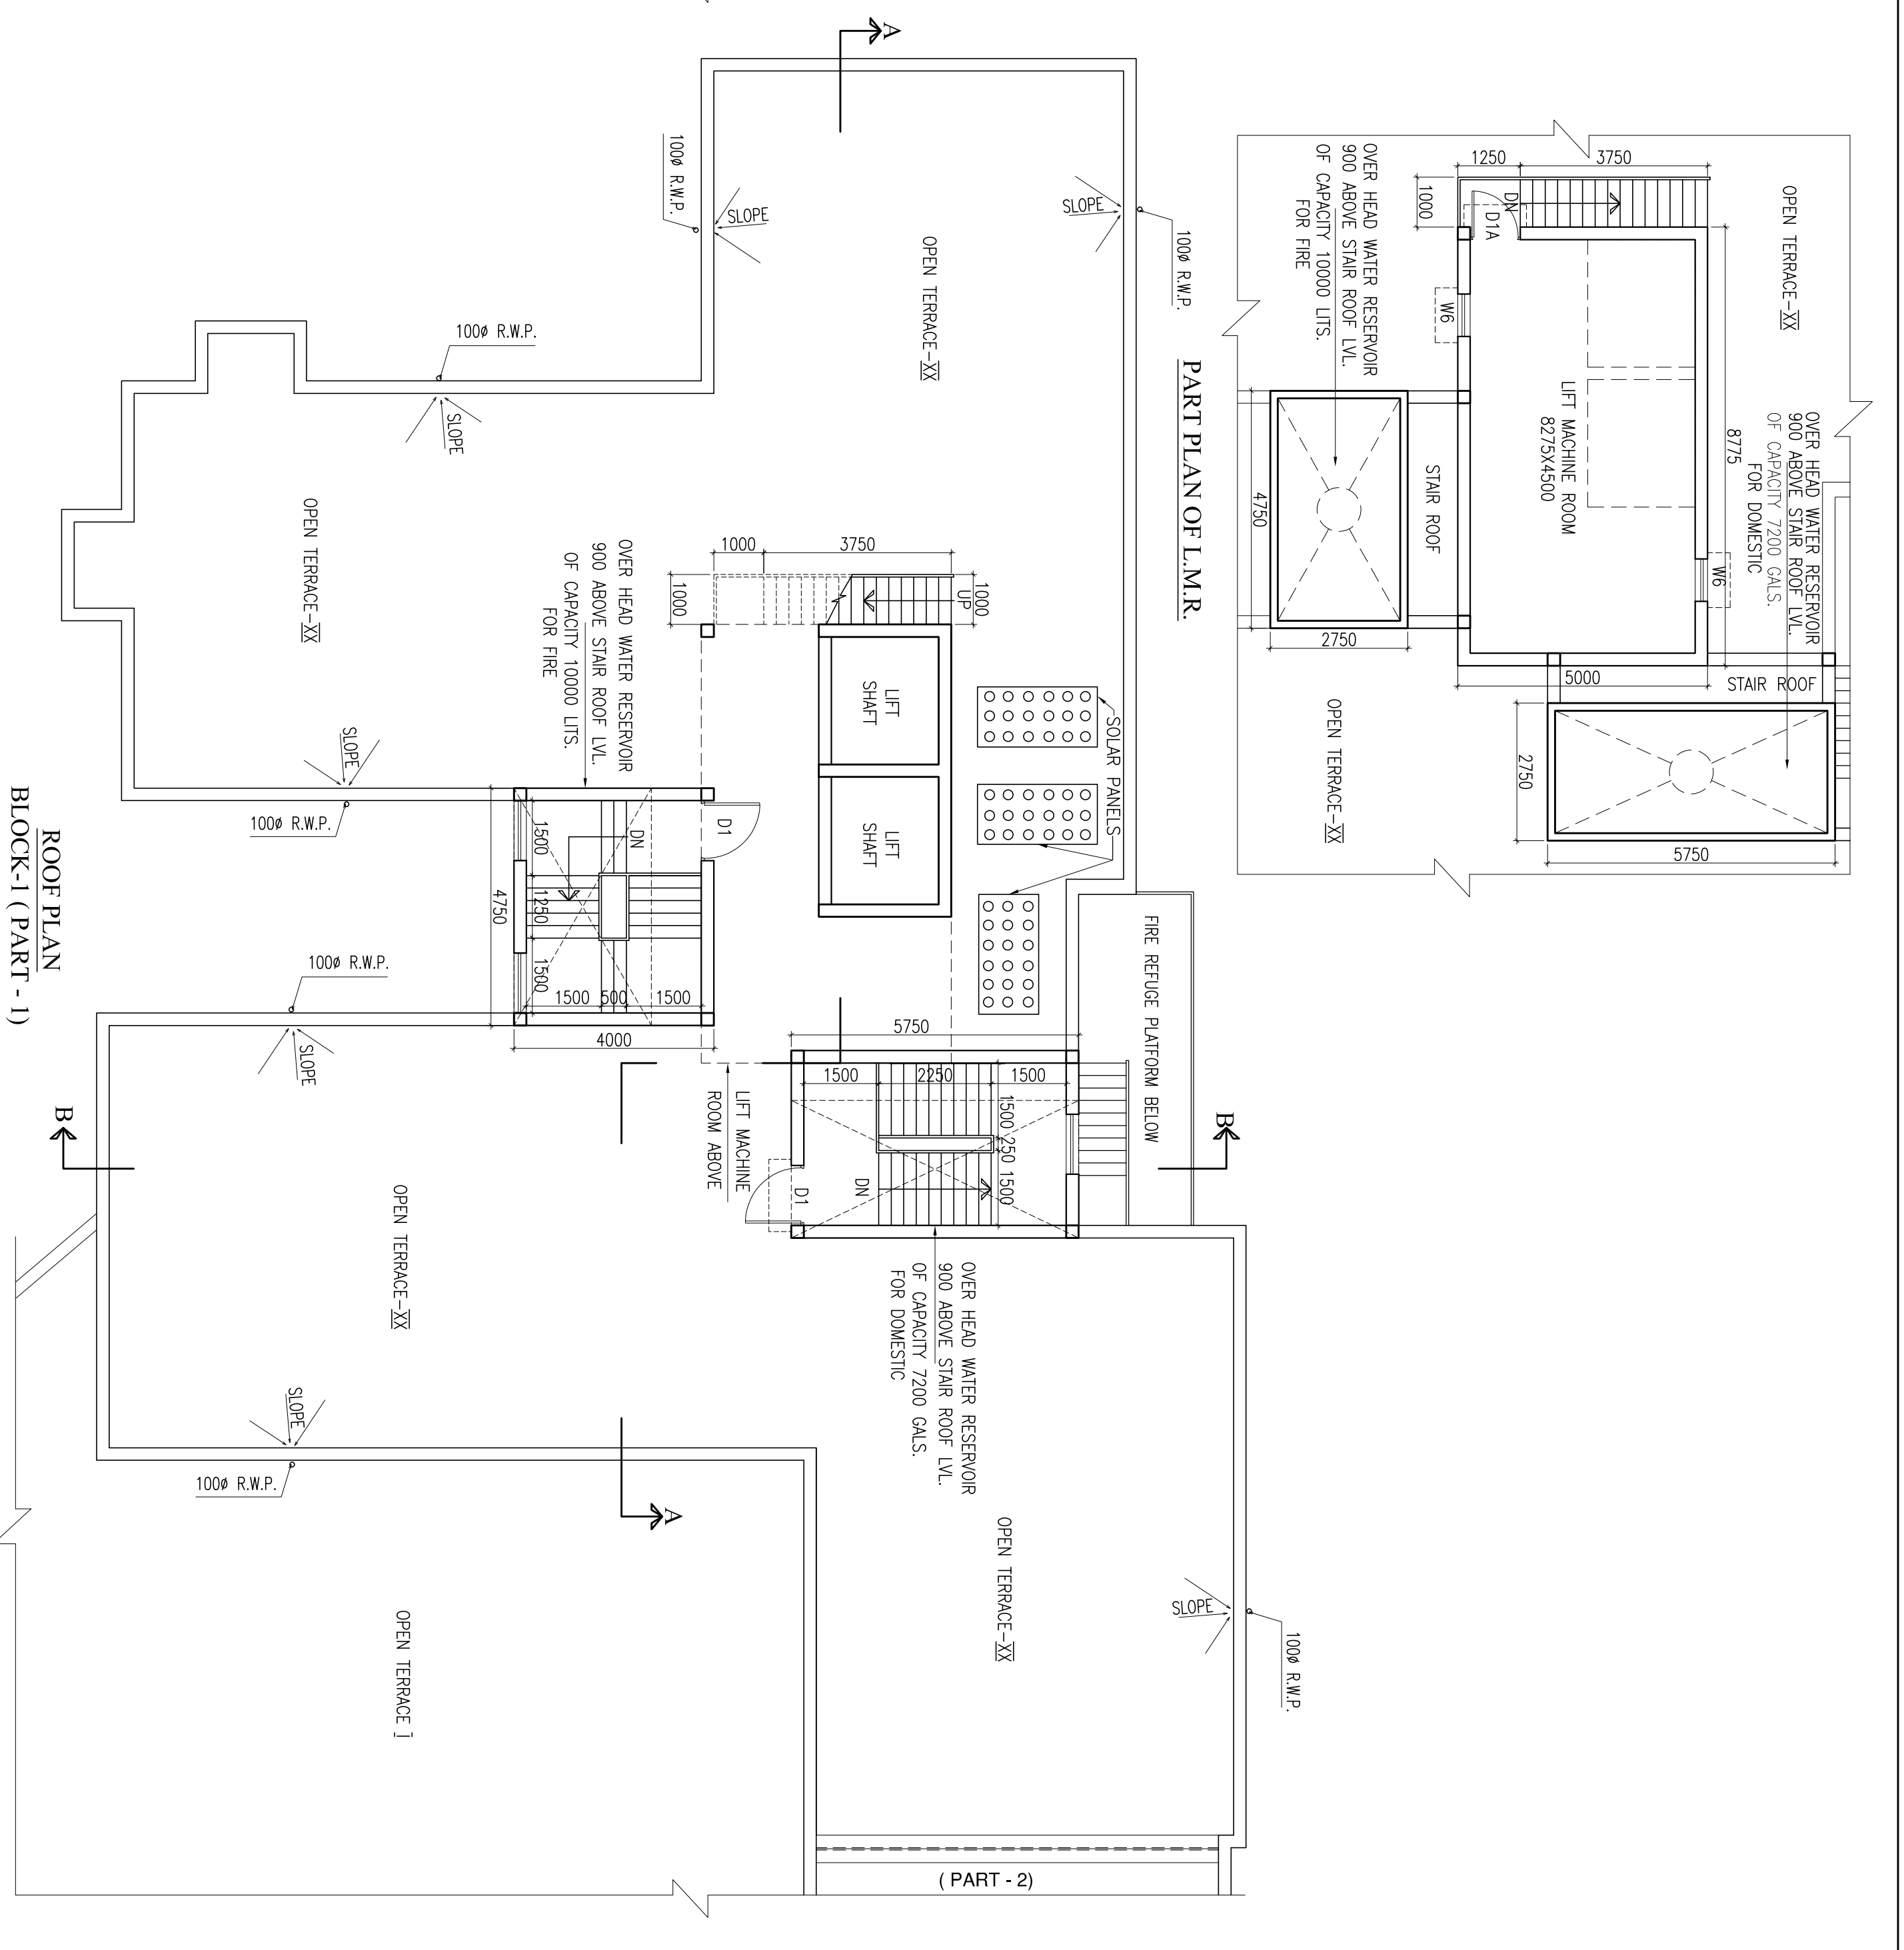 OPEN TERRACE-XX
3750
1250
1000
DN
D1A
8775
W6
W6
LIFT MACHINE ROOM
8275X4500
5000
OVER HEAD WATER RESERVOIR
900 ABOVE STAIR ROOF LVL.
OF CAPACITY 7200 GALS.
FOR DOMESTIC
STAIR ROOF
2750
5750
OVER HEAD WATER RESERVOIR
900 ABOVE STAIR ROOF LVL.
OF CAPACITY 10000 LITS.
FOR FIRE
STAIR ROOF
4750
2750
OPEN TERRACE-XX
PART PLAN OF L.M.R.
A
100ø R.W.P.
SLOPE
100ø R.W.P.
SLOPE
OPEN TERRACE-XX
100ø R.W.P.
SLOPE
OPEN TERRACE-XX
SOLAR PANELS
1000
UP
3750
1000
1000
LIFT
SHAFT
LIFT
SHAFT
OVER HEAD WATER RESERVOIR
900 ABOVE STAIR ROOF LVL.
OF CAPACITY 10000 LITS.
FOR FIRE
SLOPE
100ø R.W.P.
D1
DN
1500
1250
1500
4750
1500
500
1500
4000
100ø R.W.P.
SLOPE
FIRE REFUGE PLATFORM BELOW
5750
1500
2250
1500
1500
250
1500
DN
D1
LIFT MACHINE
ROOM ABOVE
B
B
OVER HEAD WATER RESERVOIR
900 ABOVE STAIR ROOF LVL.
OF CAPACITY 7200 GALS.
FOR DOMESTIC
OPEN TERRACE-XX
SLOPE
100ø R.W.P.
A
OPEN TERRACE-XX
SLOPE
100ø R.W.P.
OPEN TERRACE I
( PART - 2)
ROOF PLAN
BLOCK-1 ( PART - 1)